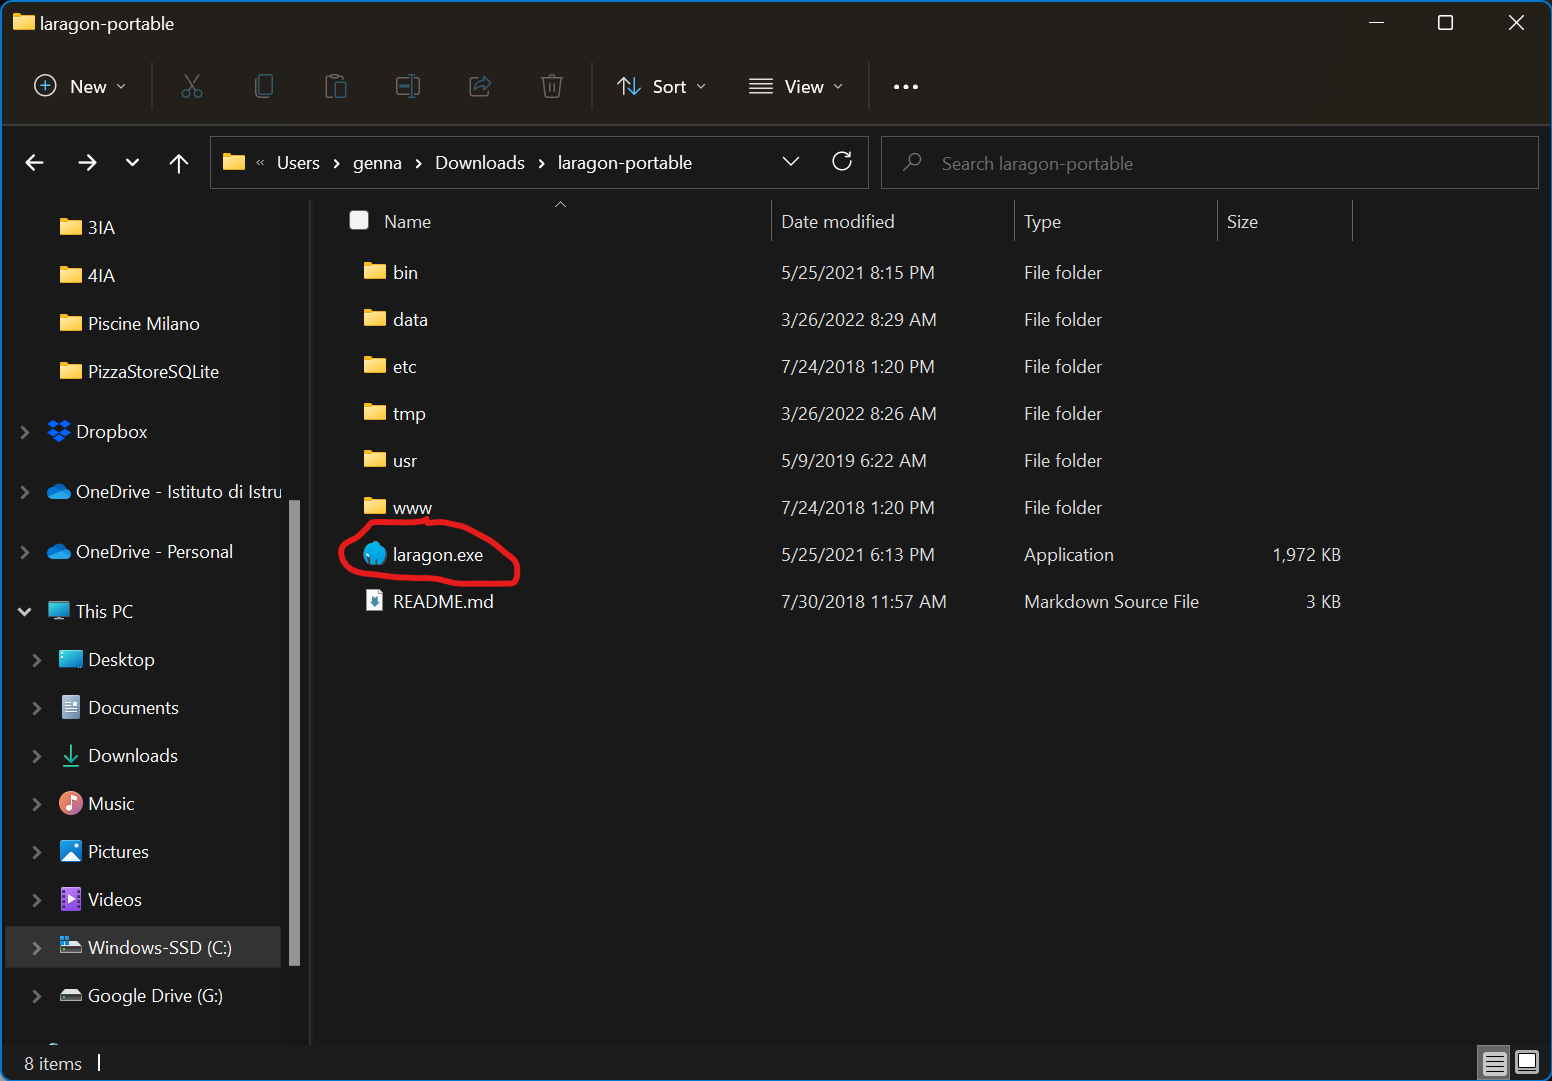 laragon-portable
New Sort View
« Users › genna › Downloads › laragon-portable
Search laragon-portable
3IA
4IA
Piscine Milano
PizzaStoreSQLite
Dropbox
OneDrive - Istituto di Istru
OneDrive - Personal
This PC
Desktop
Documents
Downloads
Music
Pictures
Videos
Windows-SSD (C:)
Google Drive (G:)
Name Date modified Type Size
bin 5/25/2021 8:15 PM File folder
data 3/26/2022 8:29 AM File folder
etc 7/24/2018 1:20 PM File folder
tmp 3/26/2022 8:26 AM File folder
usr 5/9/2019 6:22 AM File folder
www 7/24/2018 1:20 PM File folder
laragon.exe 5/25/2021 6:13 PM Application 1,972 KB
README.md 7/30/2018 11:57 AM Markdown Source File 3 KB
8 items